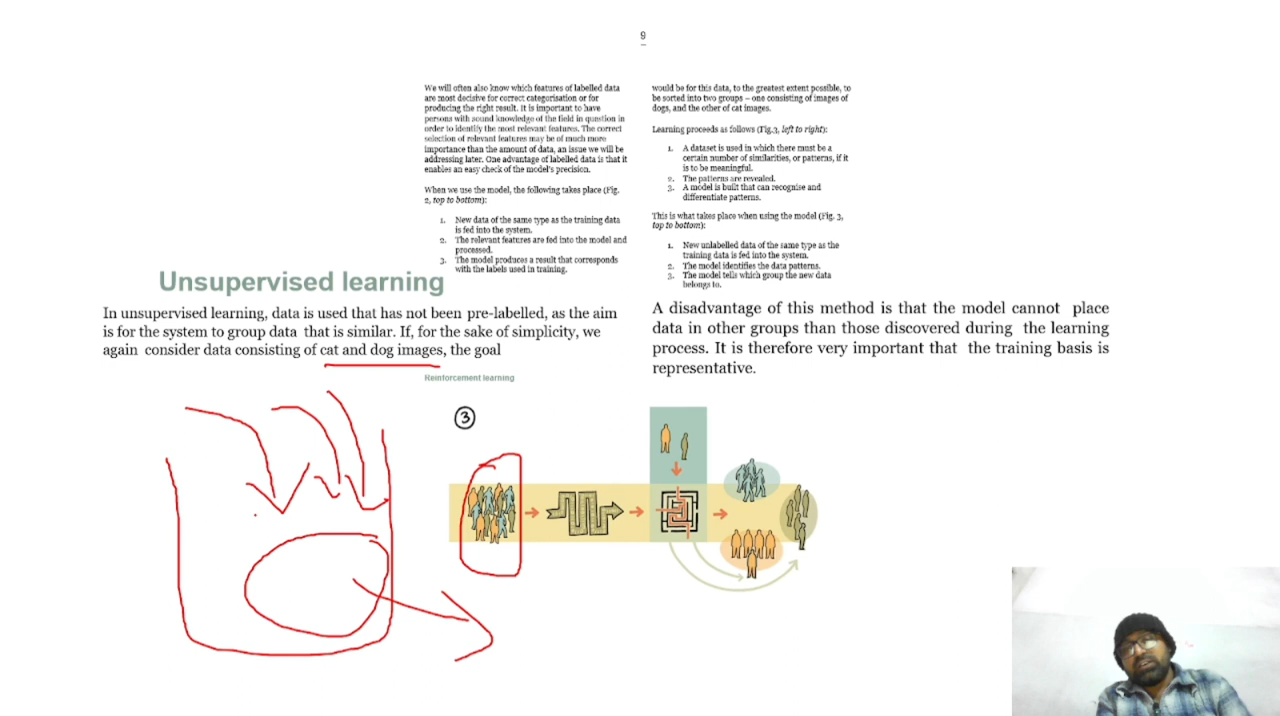 9
We will often also know which features of labelled data
are most decisive for correct categorisation or for
producing the right result. It is important to have
persons with sound knowledge of the field in question in
order to identify the most relevant features. The correct
selection of relevant features may be of much more
importance than the amount of data, an issue we will be
addressing later. One advantage of labelled data is that it
enables an easy check of the model's precision.
When we use the model, the following takes place (Fig.
2, top to bottom):
1. New data of the same type as the training data
is fed into the system.
2. The relevant features are fed into the model and
processed.
3. The model produces a result that corresponds
with the labels used in training.
Unsupervised learning
In unsupervised learning, data is used that has not been pre-labelled, as the aim
is for the system to group data that is similar. If, for the sake of simplicity, we
again consider data consisting of cat and dog images, the goal
Reinforcement learning
would be for this data, to the greatest extent possible, to
be sorted into two groups – one consisting of images of
dogs, and the other of cat images.
Learning proceeds as follows (Fig.3, left to right):
1. A dataset is used in which there must be a
certain number of similarities, or patterns, if it
is to be meaningful.
2. The patterns are revealed.
3. A model is built that can recognise and
differentiate patterns.
This is what takes place when using the model (Fig. 3,
top to bottom):
1. New unlabelled data of the same type as the
training data is fed into the system.
2. The model identifies the data patterns.
3. The model tells which group the new data
belongs to.
A disadvantage of this method is that the model cannot place
data in other groups than those discovered during the learning
process. It is therefore very important that the training basis is
representative.
3